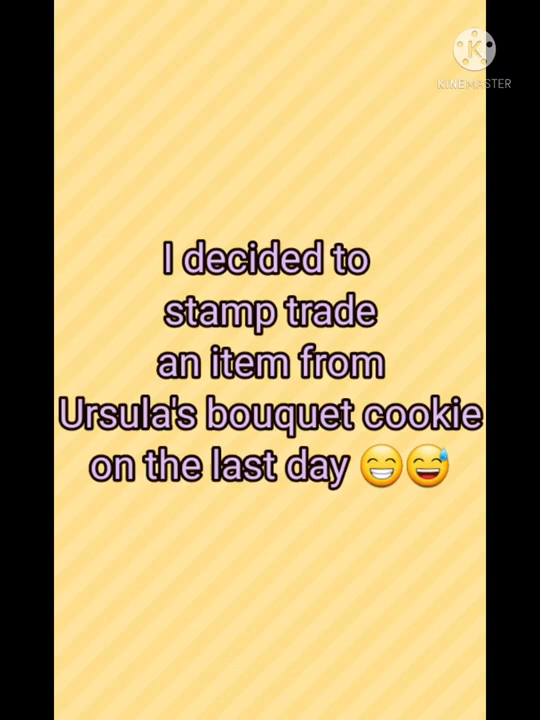 KINEMASTER
I decided to
stamp trade
an item from
Ursula's bouquet cookie
on the last day 😁😅